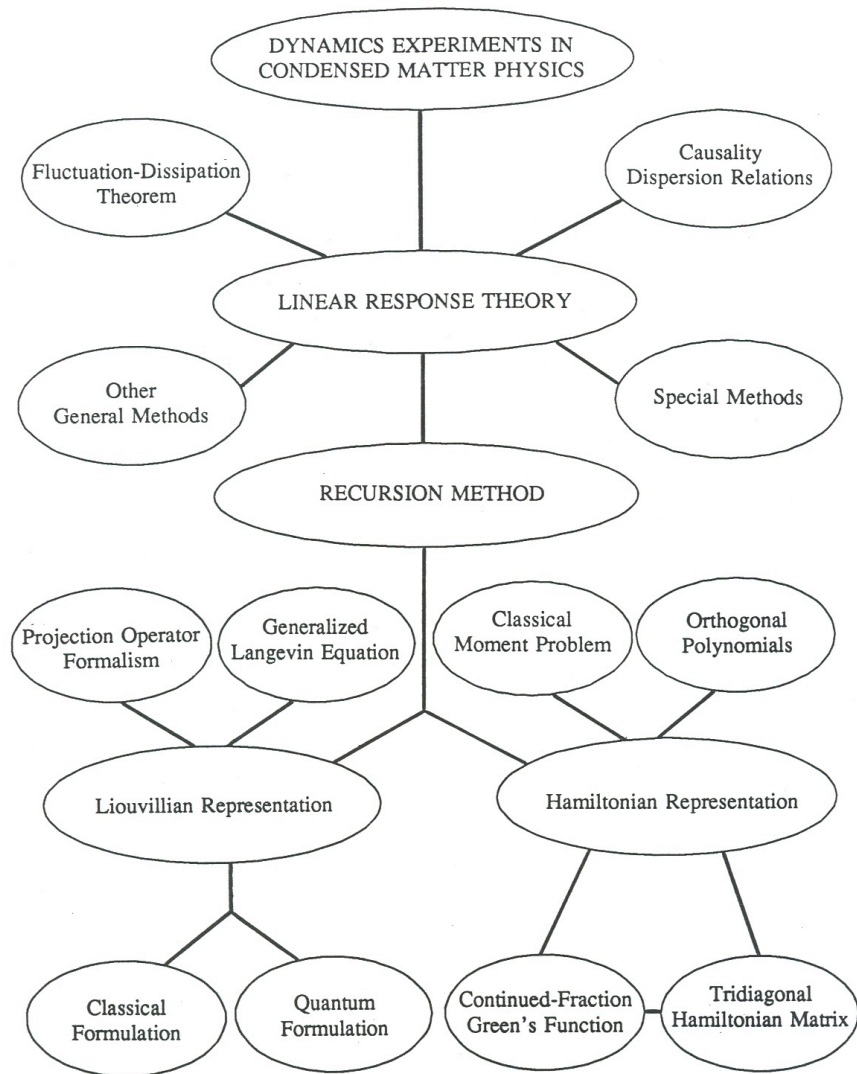 DYNAMICS EXPERIMENTS IN
CONDENSED MATTER PHYSICS
Fluctuation-Dissipation
Theorem
Causality
Dispersion Relations
LINEAR RESPONSE THEORY
Other
General Methods
Special Methods
RECURSION METHOD
Projection Operator
Formalism
Generalized
Langevin Equation
Classical
Moment Problem
Orthogonal
Polynomials
Liouvillian Representation
Hamiltonian Representation
Classical
Formulation
Quantum
Formulation
Continued-Fraction
Green's Function
Tridiagonal
Hamiltonian Matrix